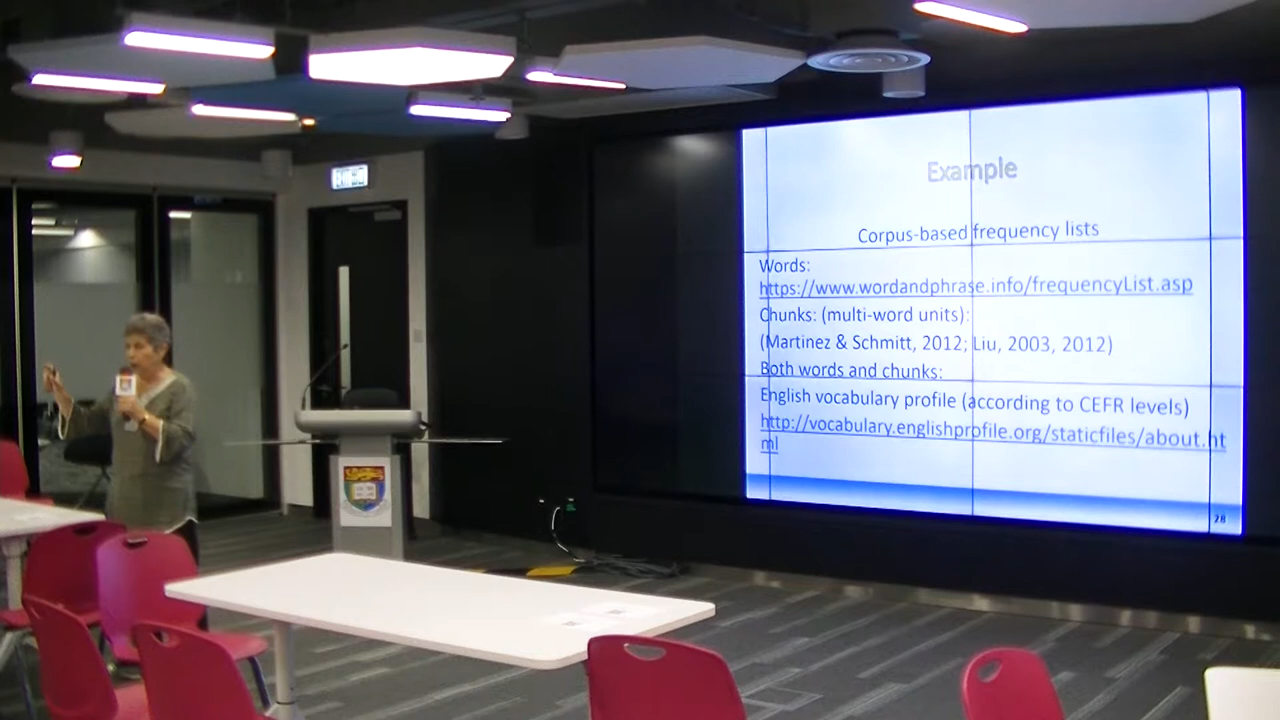 Example
Corpus-based frequency lists
Words:
https://www.wordandphrase.info/frequencyList.asp
Chunks: (multi-word units):
(Martinez & Schmitt, 2012; Liu, 2003, 2012)
Both words and chunks:
English vocabulary profile (according to CEFR levels)
http://vocabulary.englishprofile.org/staticfiles/about.ht
ml
28
EXIT